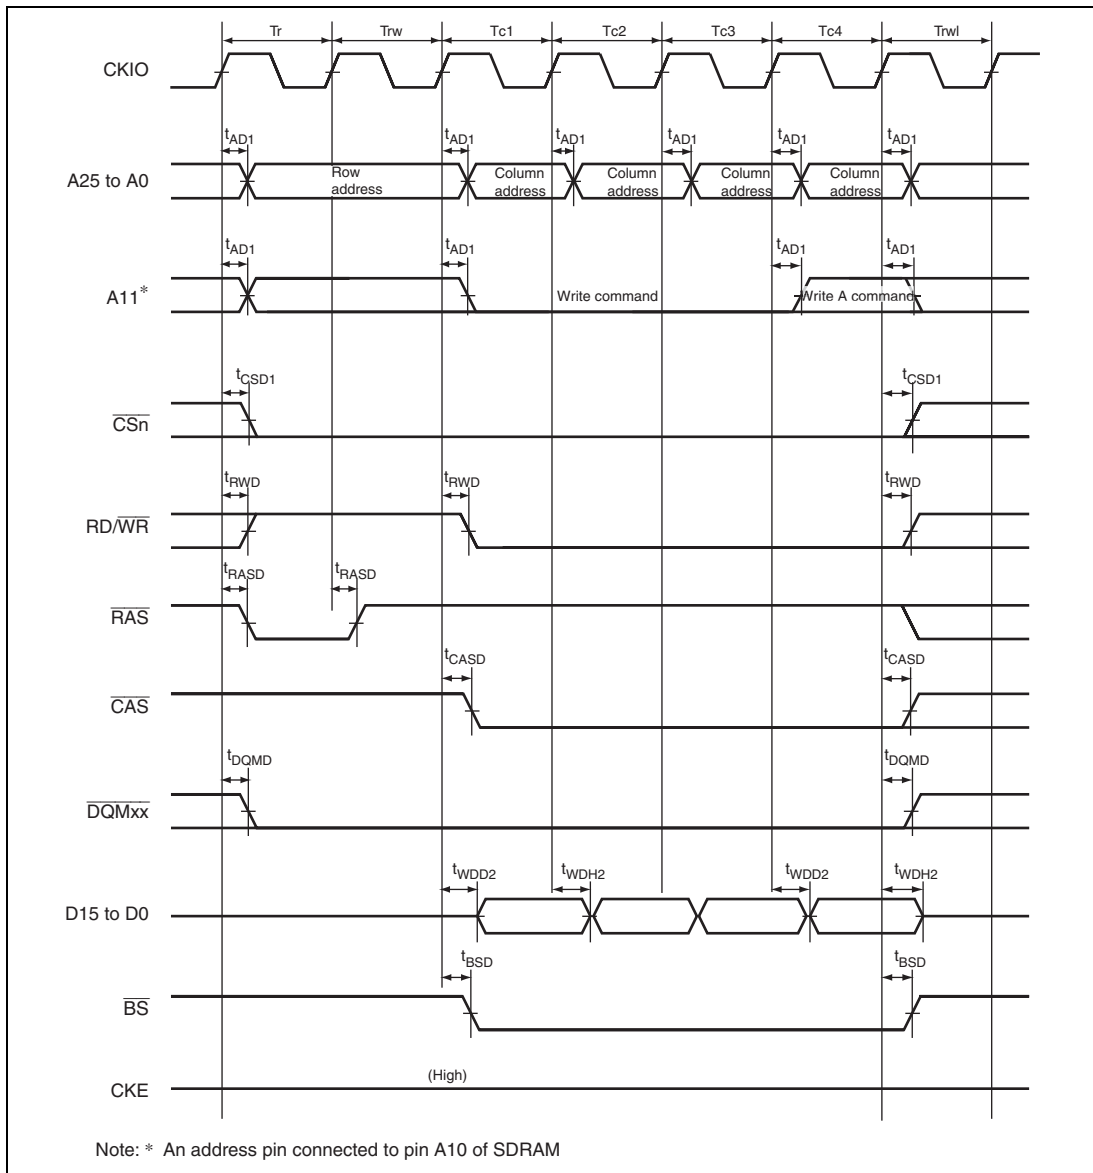 Tr Trw Tc1 Tc2 Tc3 Tc4 Trwl
CKIO
tAD1 tAD1 tAD1 tAD1 tAD1 tAD1
A25 to A0
Row address
Column address
Column address
Column address
Column address
tAD1 tAD1 tAD1 tAD1
A11*
Write command
Write A command
tCSD1 tCSD1
CSn
tRWD tRWD tRWD
RD/WR
tRASD tRASD
RAS
tCASD tCASD
CAS
tDQMD tDQMD
DQMxx
tWDD2 tWDH2 tWDD2 tWDH2
D15 to D0
tBSD tBSD
BS
(High)
CKE
Note: * An address pin connected to pin A10 of SDRAM